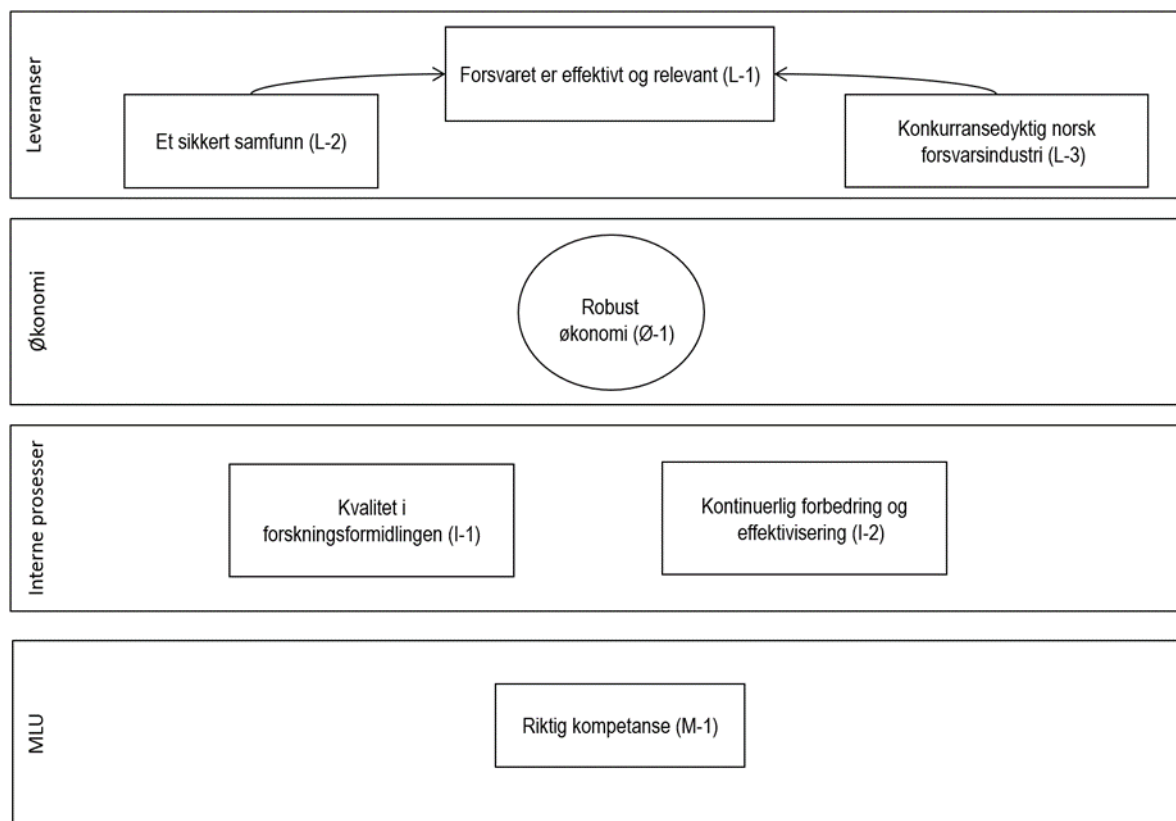 Leveranser
Forsvaret er effektivt og relevant (L-1)
Et sikkert samfunn (L-2)
Konkurransedyktig norsk
forsvarsindustri (L-3)
Økonomi
Robust
økonomi (Ø-1)
Interne prosesser
Kvalitet i
forskningsformidlingen (I-1)
Kontinuerlig forbedring og
effektivisering (I-2)
MLU
Riktig kompetanse (M-1)